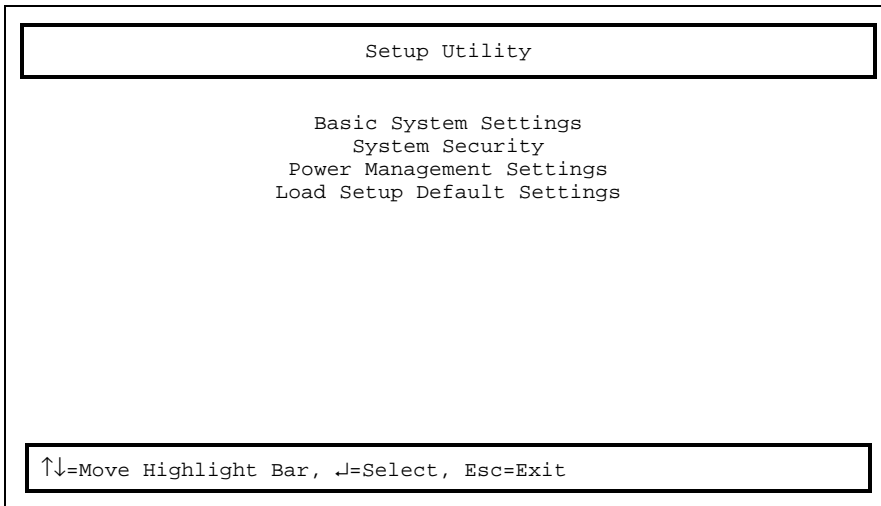 Setup Utility
Basic System Settings
System Security
Power Management Settings
Load Setup Default Settings
↑↓=Move Highlight Bar, ↵=Select, Esc=Exit